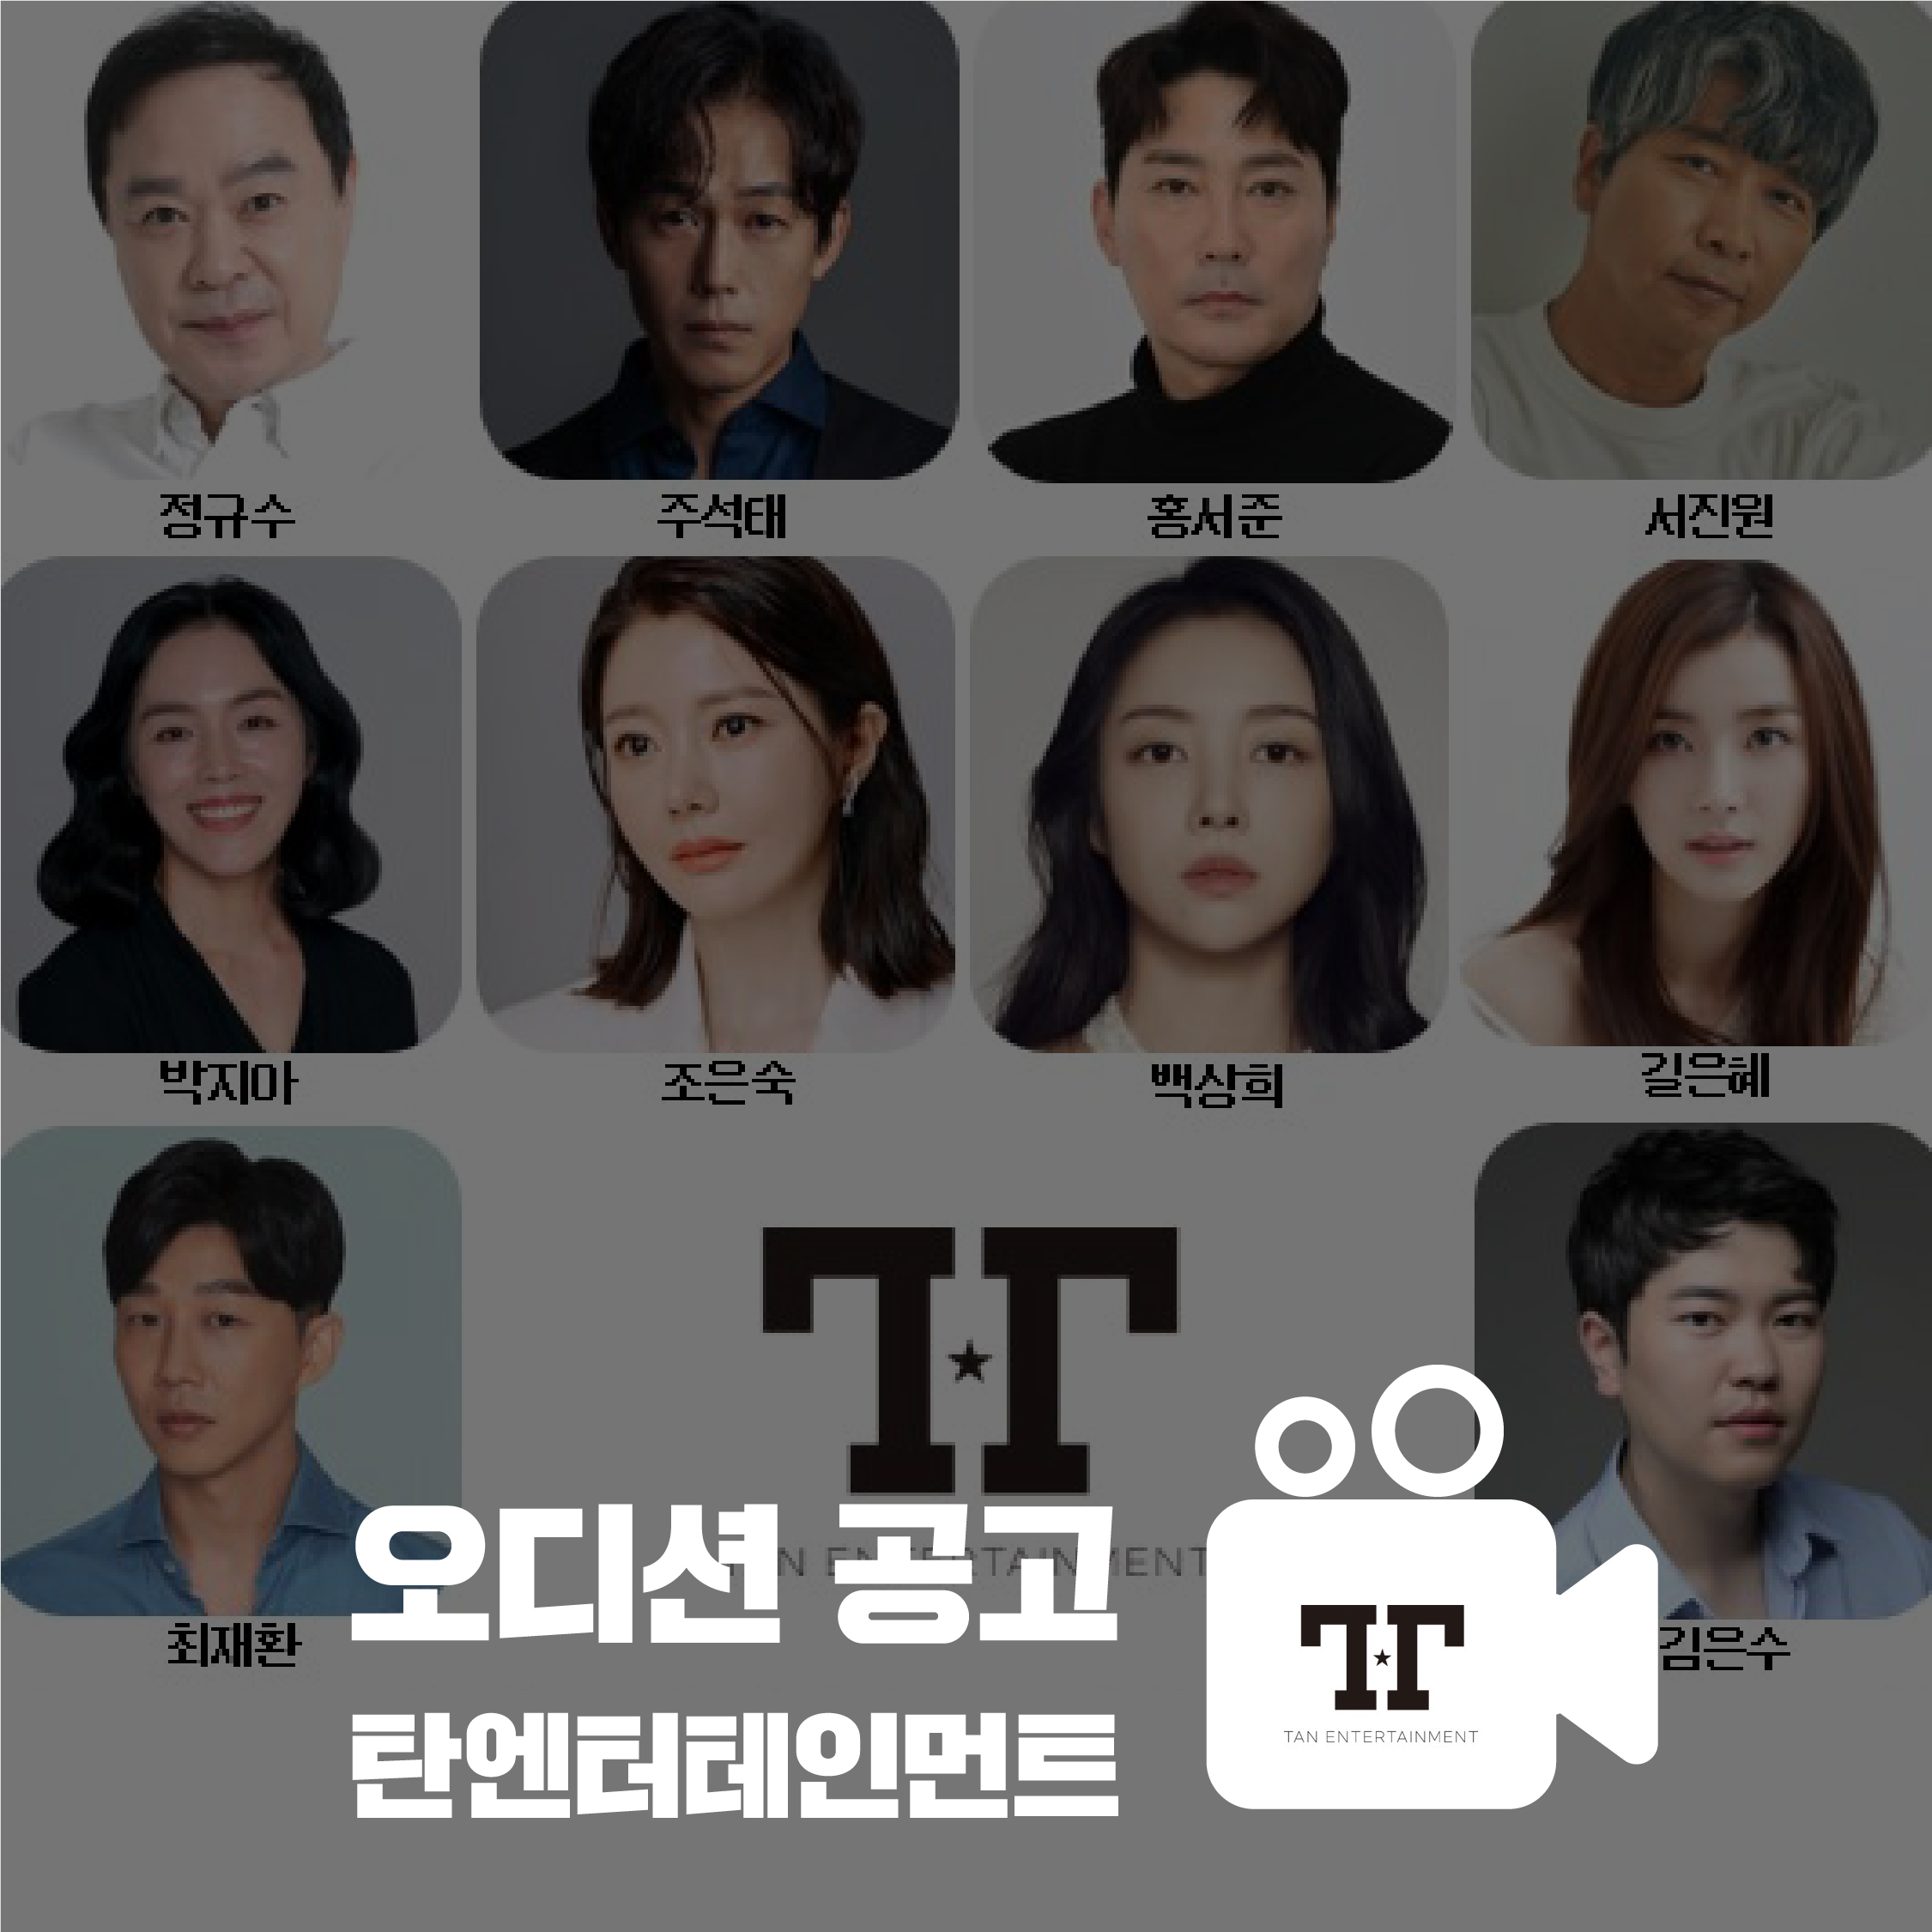 정규수
주석태
홍서준
서진원
박지아
조은숙
백상희
길은혜
최재환
김은수
TAN ENTERTAINMENT
오디션 공고
탄엔터테인먼트
TAN ENTERTAINMENT